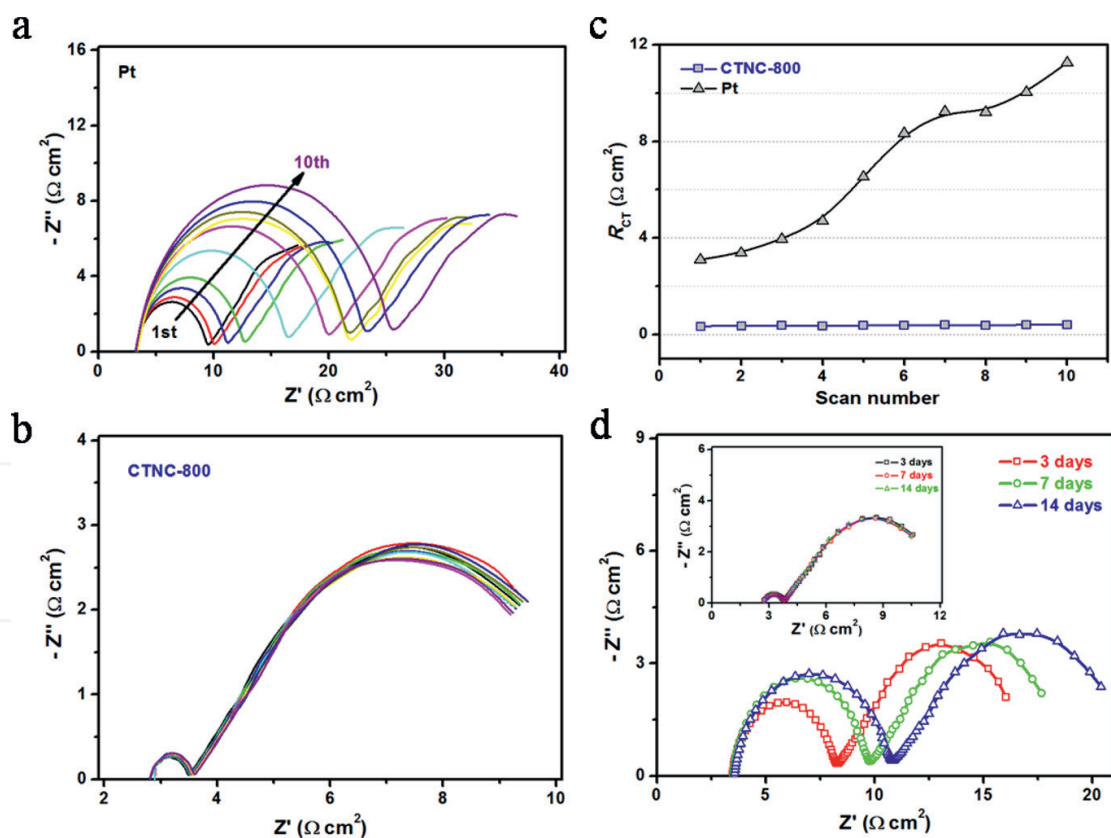 a
16
12
8
4
0
- Z" (Ω cm²)
Pt
10th
1st
0 10 20 30 40
Z' (Ω cm²)
c
12
8
4
0
R_CT (Ω cm²)
CTNC-800
Pt
2 4 6 8 10
Scan number
b
4
3
2
1
0
- Z" (Ω cm²)
CTNC-800
2 4 6 8 10
Z' (Ω cm²)
d
9
6
3
0
- Z" (Ω cm²)
3 days
7 days
14 days
0 5 10 15 20
Z' (Ω cm²)
6
4
2
0
- Z" (Ω cm²)
3 days
7 days
14 days
0 3 6 9 12
Z' (Ω cm²)